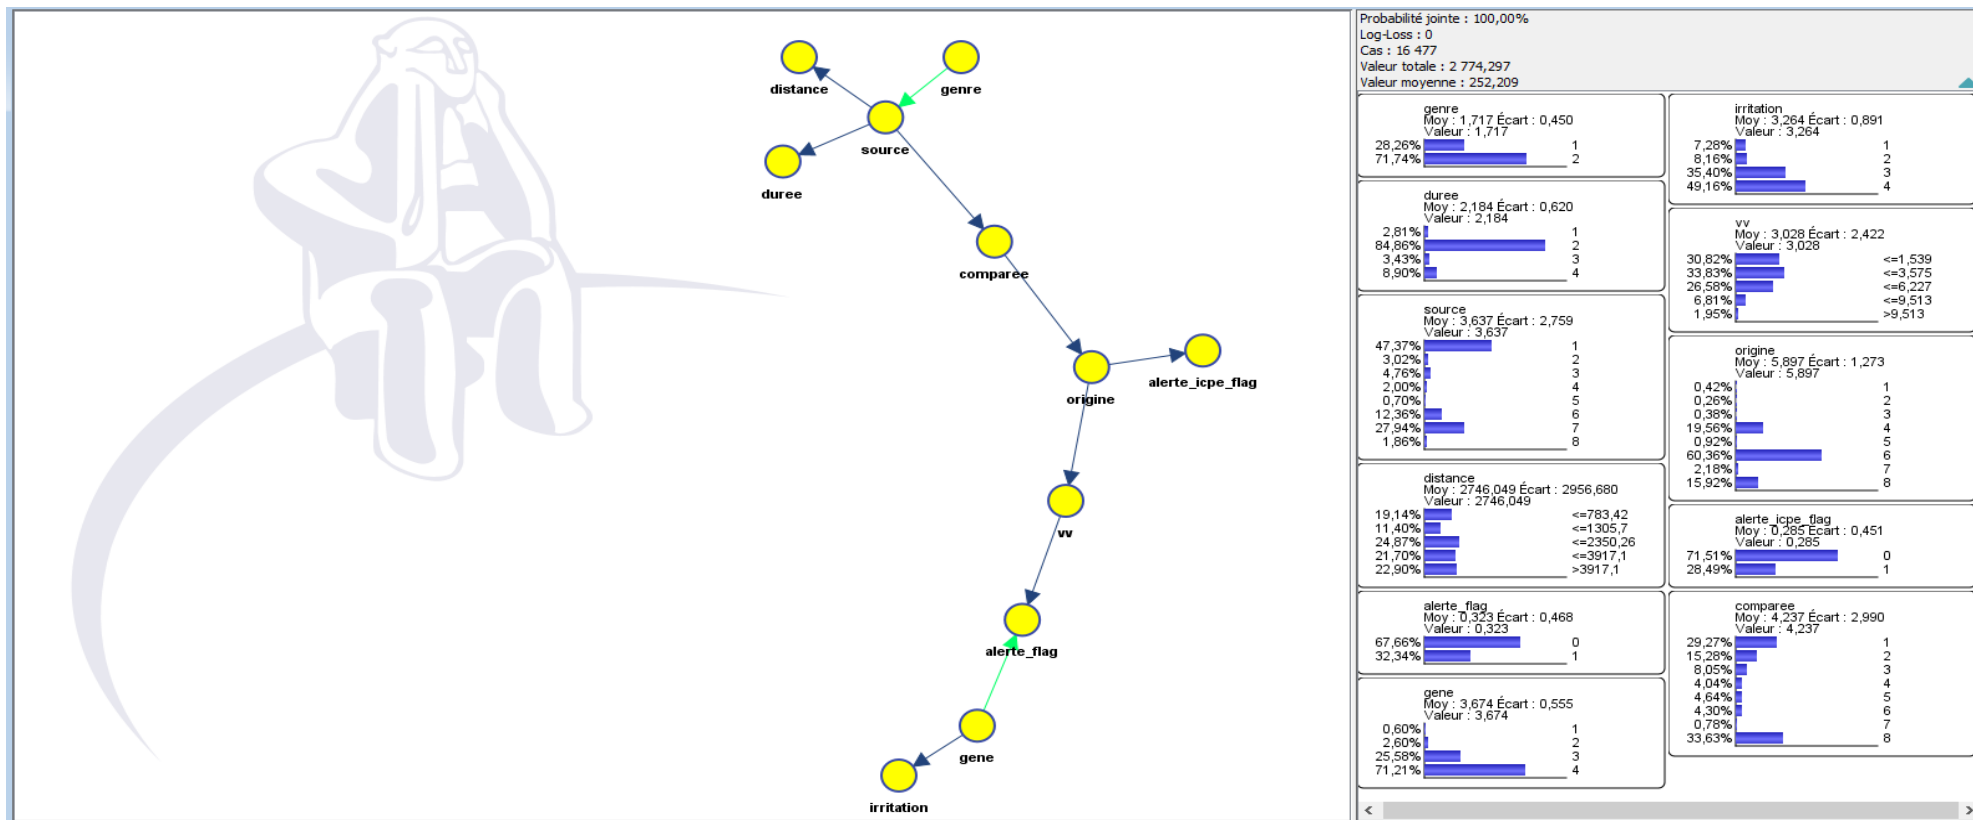 distance
genre
source
duree
comparee
alerte_icpe_flag
origine
vv
alerte_flag
gene
irritation
Probabilité jointe : 100,00%
Log-Loss : 0
Cas : 16 477
Valeur totale : 2 774,297
Valeur moyenne : 252,209
genre
Moy : 1,717 Écart : 0,450
Valeur : 1,717
28,26% 1
71,74% 2
duree
Moy : 2,184 Écart : 0,620
Valeur : 2,184
2,81% 1
84,86% 2
3,43% 3
8,90% 4
source
Moy : 3,637 Écart : 2,759
Valeur : 3,637
47,37% 1
3,02% 2
4,76% 3
2,00% 4
0,70% 5
12,36% 6
27,94% 7
1,86% 8
distance
Moy : 2746,049 Écart : 2956,680
Valeur : 2746,049
19,14% <=783,42
11,40% <=1305,7
24,87% <=2350,26
21,70% <=3917,1
22,90% >3917,1
alerte_flag
Moy : 0,323 Écart : 0,468
Valeur : 0,323
67,66% 0
32,34% 1
gene
Moy : 3,674 Écart : 0,555
Valeur : 3,674
0,60% 1
2,60% 2
25,58% 3
71,21% 4
irritation
Moy : 3,264 Écart : 0,891
Valeur : 3,264
7,28% 1
8,16% 2
35,40% 3
49,16% 4
vv
Moy : 3,028 Écart : 2,422
Valeur : 3,028
30,82% <=1,539
33,83% <=3,575
26,58% <=6,227
6,81% <=9,513
1,95% >9,513
origine
Moy : 5,897 Écart : 1,273
Valeur : 5,897
0,42% 1
0,26% 2
0,38% 3
19,56% 4
0,92% 5
60,36% 6
2,18% 7
15,92% 8
alerte_icpe_flag
Moy : 0,285 Écart : 0,451
Valeur : 0,285
71,51% 0
28,49% 1
comparee
Moy : 4,237 Écart : 2,990
Valeur : 4,237
29,27% 1
15,28% 2
8,05% 3
4,04% 4
4,64% 5
4,30% 6
0,78% 7
33,63% 8